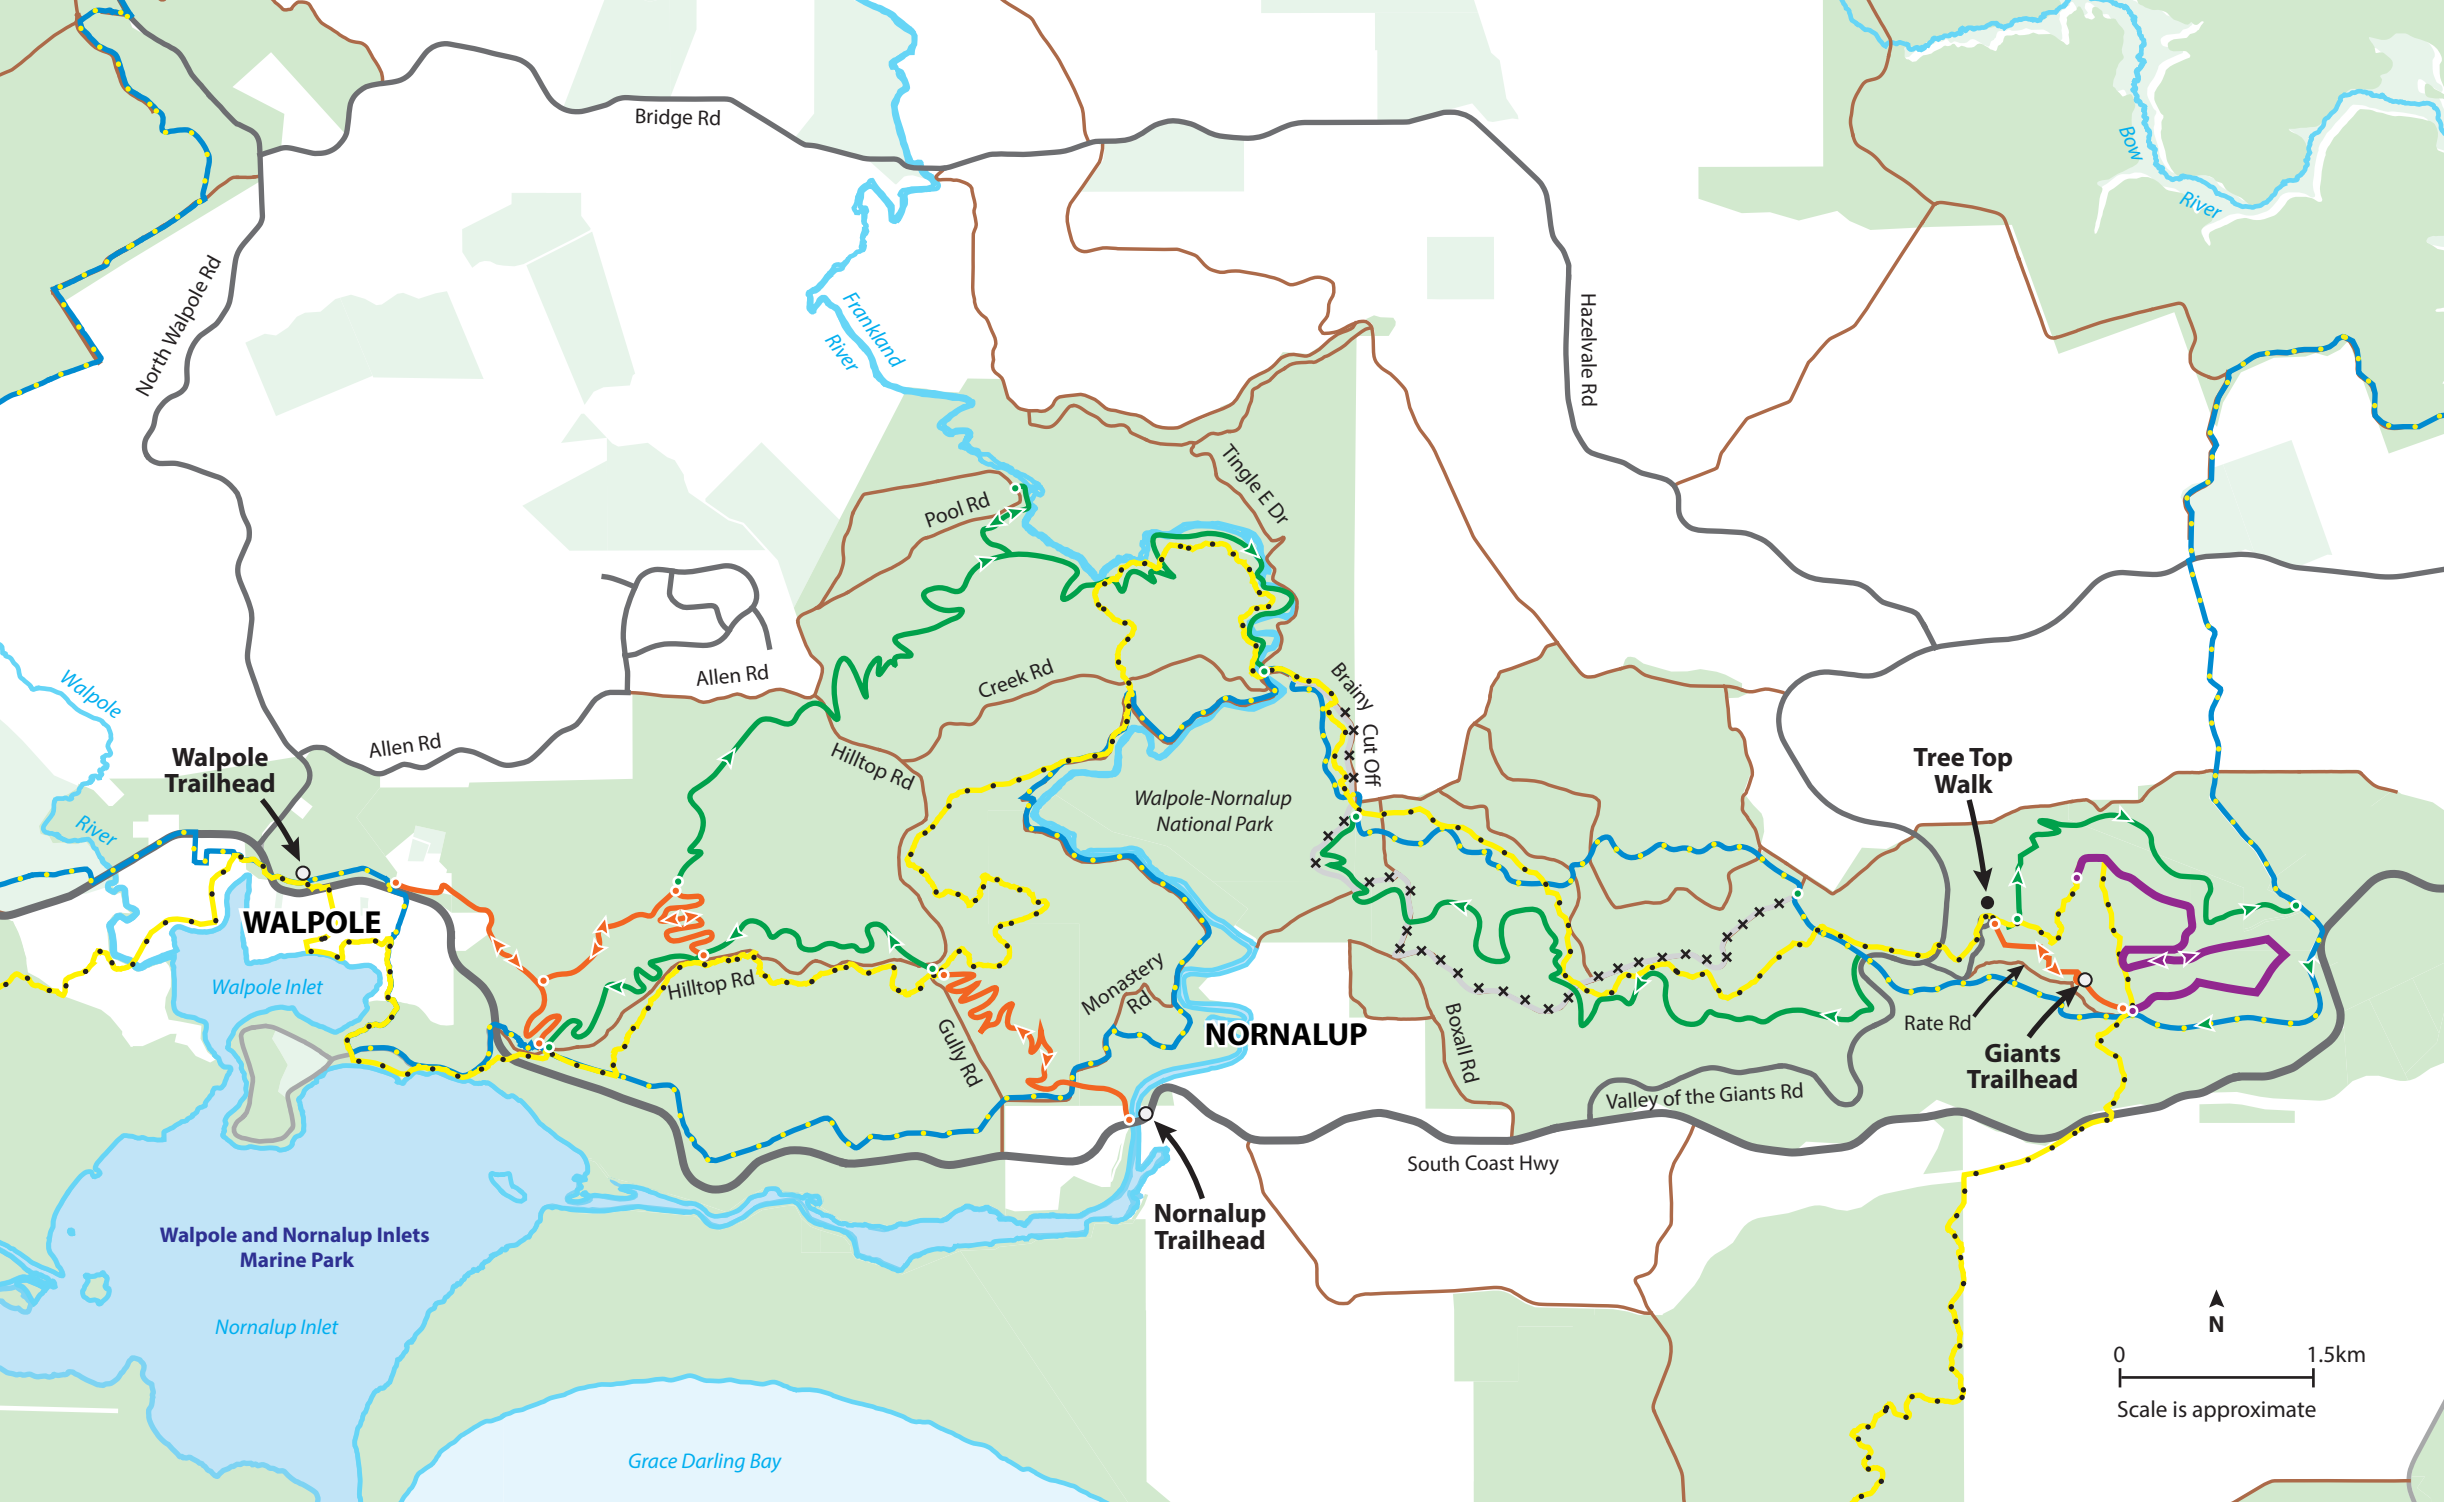 Bridge Rd
Bow
River
North Walpole Rd
Frankland
River
Hazelvale Rd
Tingle E Dr
Pool Rd
Walpole
River
Allen Rd
Creek Rd
Brainy
Cut Off
Allen Rd
Hilltop Rd
Walpole
Trailhead
Tree Top
Walk
Walpole-Nornalup
National Park
WALPOLE
Walpole Inlet
Hilltop Rd
Monastery
Rd
NORNALUP
Gully Rd
Boxall Rd
Rate Rd
Giants
Trailhead
Valley of the Giants Rd
South Coast Hwy
Nornalup
Trailhead
Walpole and Nornalup Inlets
Marine Park
Nornalup Inlet
N
0 1.5km
Scale is approximate
Grace Darling Bay